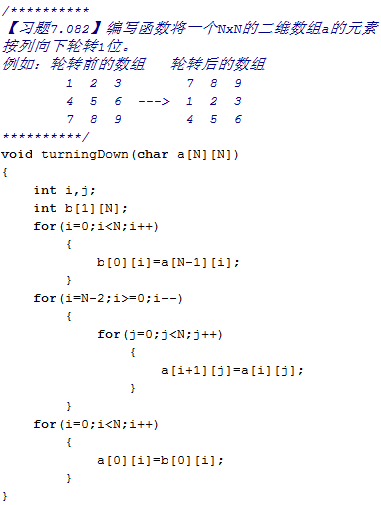 /**********
【习题7.082】编写函数将一个NxN的二维数组a的元素
按列向下轮转1位。
例如：轮转前的数组   轮转后的数组
        1  2  3        7  8  9
        4  5  6  --->  1  2  3
        7  8  9        4  5  6
**********/
void turningDown(char a[N][N])
{
    int i,j;
    int b[1][N];
    for(i=0;i<N;i++)
        {
            b[0][i]=a[N-1][i];
        }
    for(i=N-2;i>=0;i--)
        {
            for(j=0;j<N;j++)
                {
                    a[i+1][j]=a[i][j];
                }
        }
    for(i=0;i<N;i++)
        {
            a[0][i]=b[0][i];
        }
}